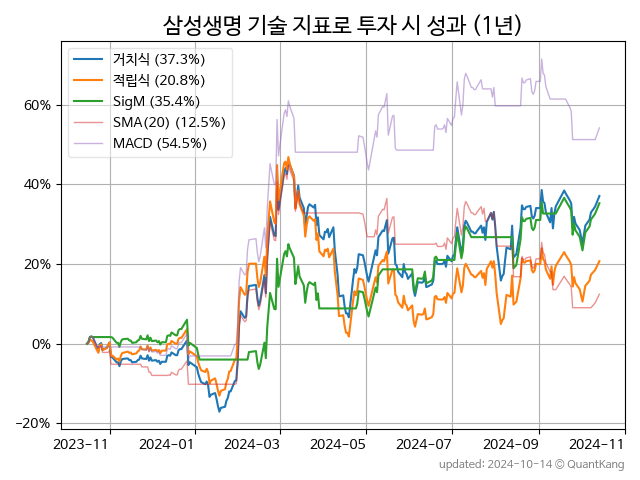 삼성생명 기술 지표로 투자 시 성과 (1년)
거치식 (37.3%)
적립식 (20.8%)
SigM (35.4%)
SMA(20) (12.5%)
MACD (54.5%)
60%
40%
20%
0%
−20%
2023−11 2024−01 2024−03 2024−05 2024−07 2024−09 2024−11
updated: 2024-10-14 © QuantKang